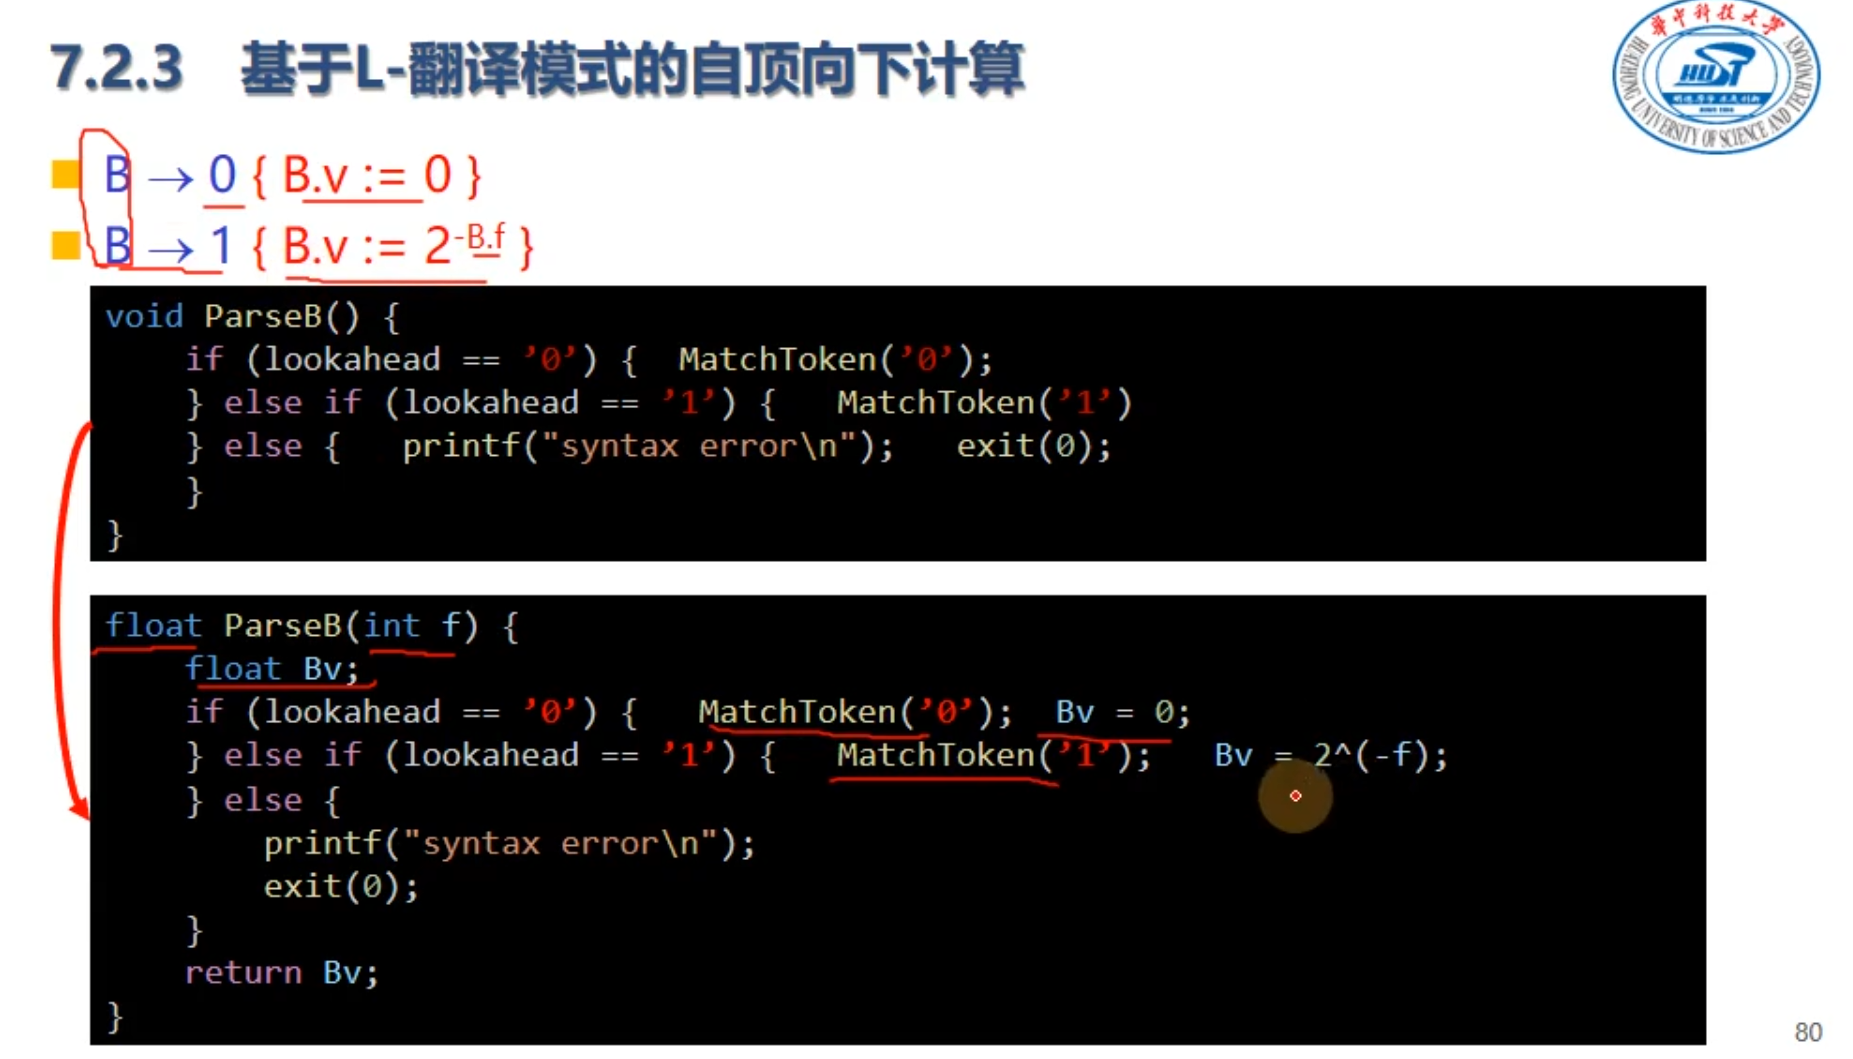 7.2.3 基于L-翻译模式的自顶向下计算
華中科技大学
HUAZHONG UNIVERSITY OF SCIENCE AND TECHNOLOGY
HUST
B → 0 { B.v := 0 }
B → 1 { B.v := 2^-B.f }
void ParseB() {
if (lookahead == ’0’) { MatchToken(’0’);
} else if (lookahead == ’1’) { MatchToken(’1’)
} else { printf("syntax error\n"); exit(0);
}
}
float ParseB(int f) {
float Bv;
if (lookahead == ’0’) { MatchToken(’0’); Bv = 0;
} else if (lookahead == ’1’) { MatchToken(’1’); Bv = 2^(-f);
} else {
printf("syntax error\n");
exit(0);
}
return Bv;
}
80